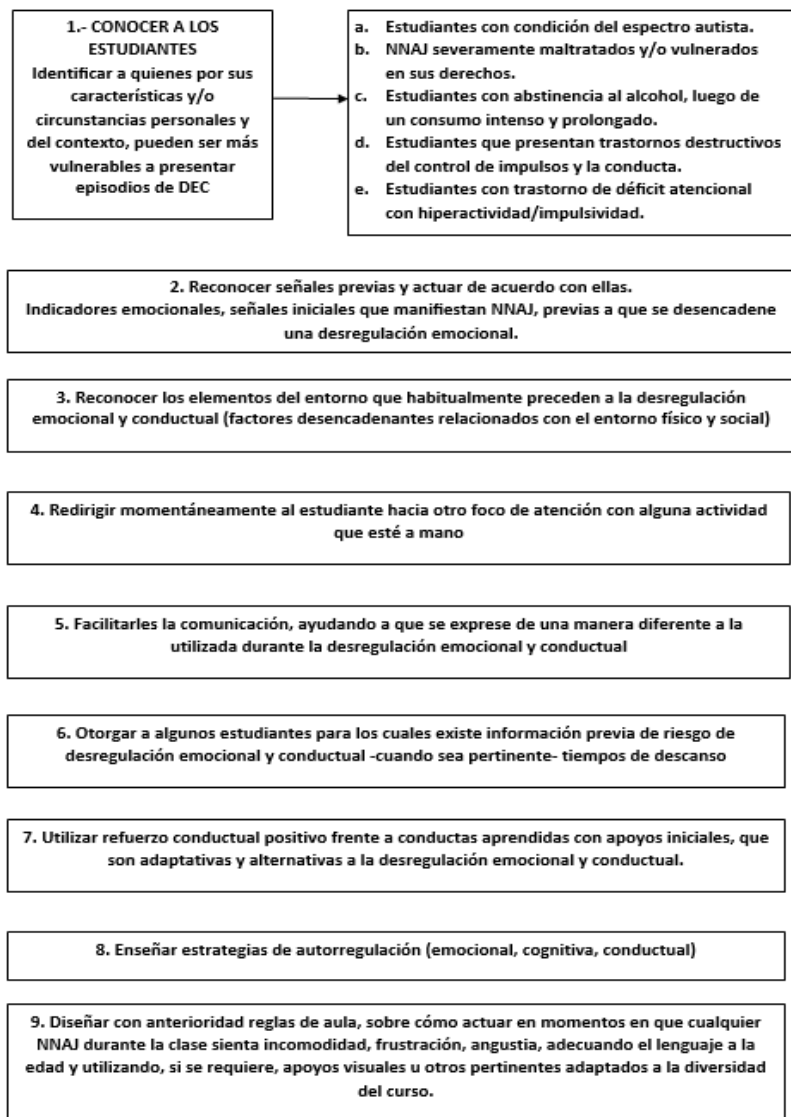 1.- CONOCER A LOS
ESTUDIANTES
Identificar a quienes por sus
características y/o
circunstancias personales y
del contexto, pueden ser más
vulnerables a presentar
episodios de DEC
a. Estudiantes con condición del espectro autista.
b. NNAJ severamente maltratados y/o vulnerados
en sus derechos.
c. Estudiantes con abstinencia al alcohol, luego de
un consumo intenso y prolongado.
d. Estudiantes que presentan trastornos destructivos
del control de impulsos y la conducta.
e. Estudiantes con trastorno de déficit atencional
con hiperactividad/impulsividad.
2. Reconocer señales previas y actuar de acuerdo con ellas.
Indicadores emocionales, señales iniciales que manifiestan NNAJ, previas a que se desencadene
una desregulación emocional.
3. Reconocer los elementos del entorno que habitualmente preceden a la desregulación
emocional y conductual (factores desencadenantes relacionados con el entorno físico y social)
4. Redirigir momentáneamente al estudiante hacia otro foco de atención con alguna actividad
que esté a mano
5. Facilitarles la comunicación, ayudando a que se exprese de una manera diferente a la
utilizada durante la desregulación emocional y conductual
6. Otorgar a algunos estudiantes para los cuales existe información previa de riesgo de
desregulación emocional y conductual -cuando sea pertinente- tiempos de descanso
7. Utilizar refuerzo conductual positivo frente a conductas aprendidas con apoyos iniciales, que
son adaptativas y alternativas a la desregulación emocional y conductual.
8. Enseñar estrategias de autorregulación (emocional, cognitiva, conductual)
9. Diseñar con anterioridad reglas de aula, sobre cómo actuar en momentos en que cualquier
NNAJ durante la clase sienta incomodidad, frustración, angustia, adecuando el lenguaje a la
edad y utilizando, si se requiere, apoyos visuales u otros pertinentes adaptados a la diversidad
del curso.